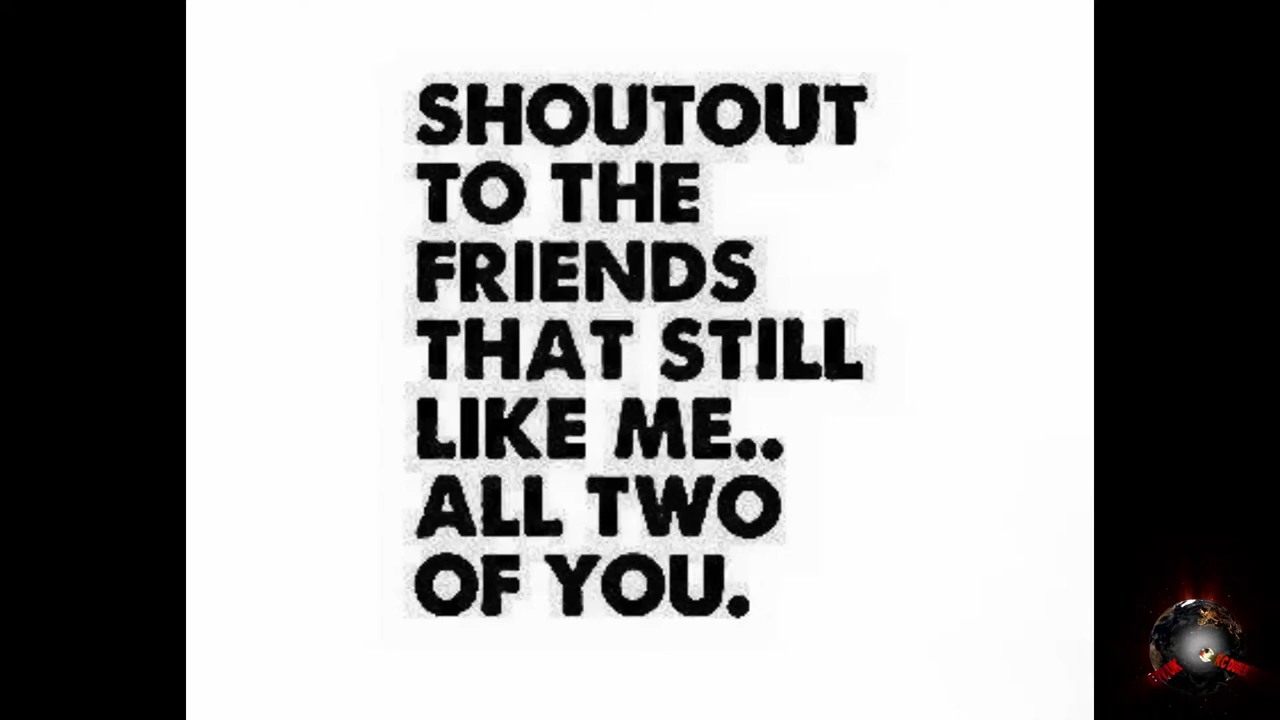 SHOUTOUT
TO THE
FRIENDS
THAT STILL
LIKE ME..
ALL TWO
OF YOU.